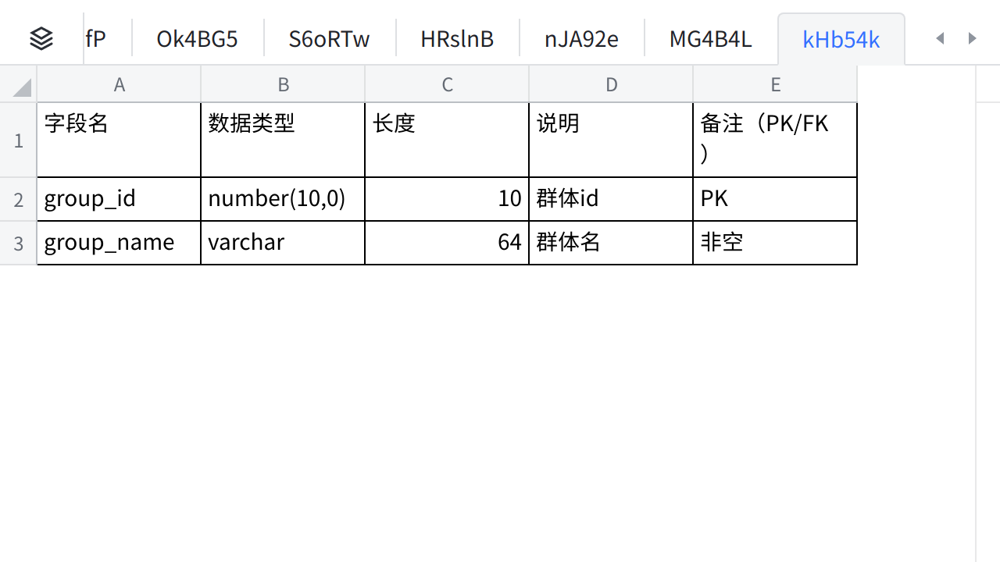 fP Ok4BG5 S6oRTw HRslnB nJA92e MG4B4L kHb54k
A B C D E
1 字段名 数据类型 长度 说明 备注（PK/FK
）
2 group_id number(10,0) 10 群体id PK
3 group_name varchar 64 群体名 非空